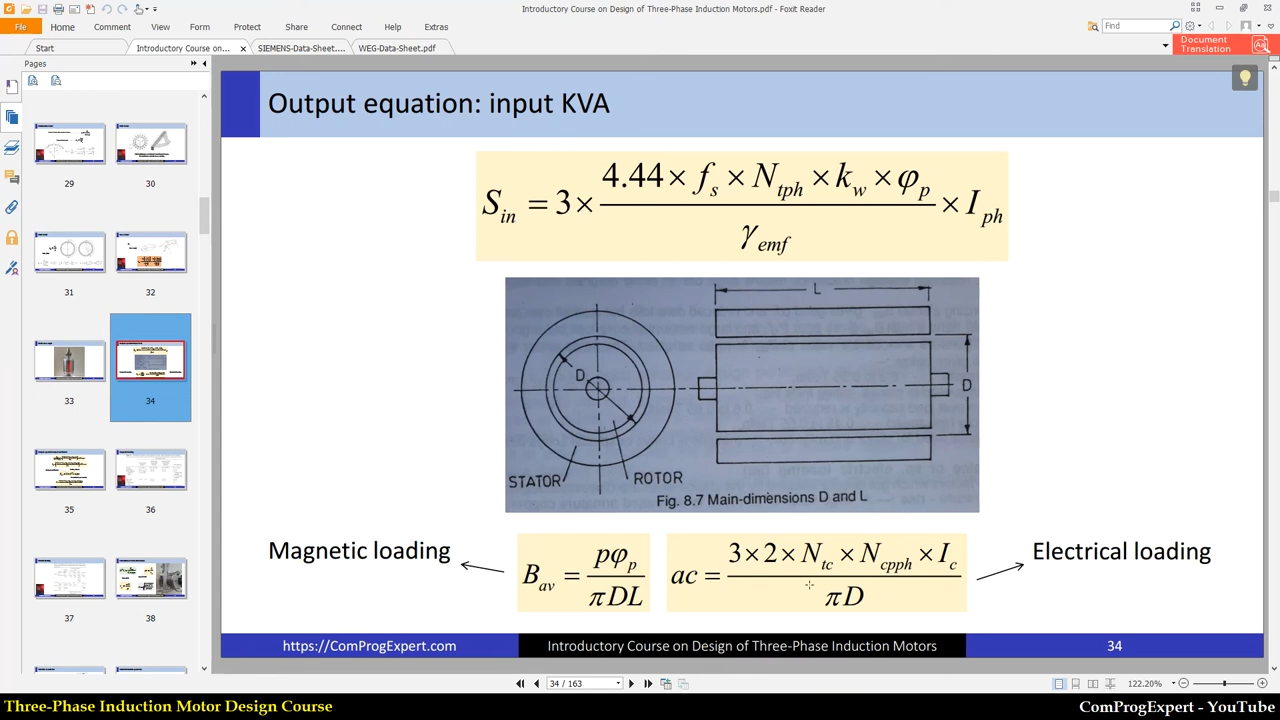 Introductory Course on Design of Three-Phase Induction Motors.pdf - Foxit Reader
File Home Comment View Form Protect Share Connect Help Extras
Find
Start Introductory Course on... × SIEMENS-Data-Sheet.... WEG-Data-Sheet.pdf
Document Translation
Pages
29 30
31 32
33 34
35 36
37 38
Output equation: input KVA
S_in = 3 × (4.44 × f_s × N_tph × k_w × φ_p) / γ_emf × I_ph
L
D
D
STATOR
ROTOR
Fig. 8.7 Main-dimensions D and L
Magnetic loading
B_av = pφ_p / πDL
ac = (3 × 2 × N_tc × N_cpph × I_c) / πD
Electrical loading
https://ComProgExpert.com Introductory Course on Design of Three-Phase Induction Motors 34
34 / 163
122.20%
Three-Phase Induction Motor Design Course
ComProgExpert - YouTube